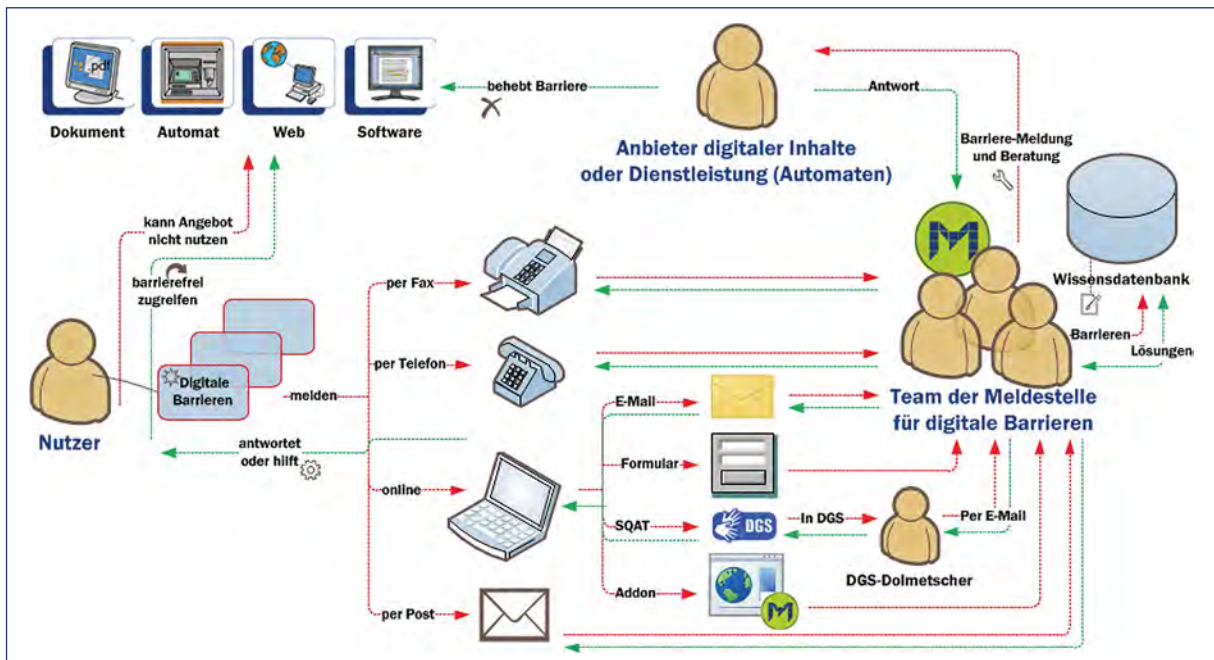 .pdf
Dokument
Automat
Web
Software
behebt Barriere
Antwort
Anbieter digitaler Inhalte
oder Dienstleistung (Automaten)
Barriere-Meldung
und Beratung
kann Angebot
nicht nutzen
barrierefrei
zugreifen
per Fax
M
Wissensdatenbank
Barrieren
Lösungen
per Telefon
Digitale
Barrieren
melden
Nutzer
E-Mail
Team der Meldestelle
für digitale Barrieren
antwortet
oder hilft
Formular
online
SQAT
DGS
In DGS
Per E-Mail
DGS-Dolmetscher
Addon
M
per Post